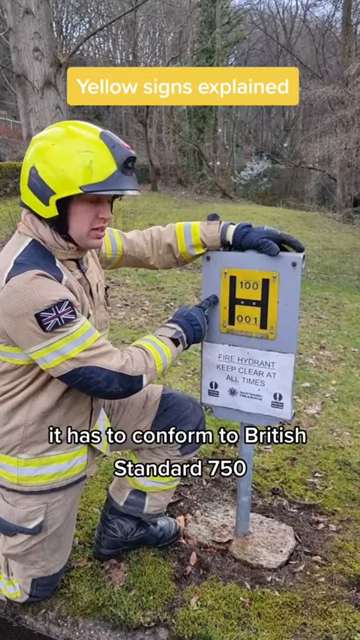 Yellow signs explained
100
H
001
FIRE HYDRANT
KEEP CLEAR AT
ALL TIMES
it has to conform to British
Standard 750